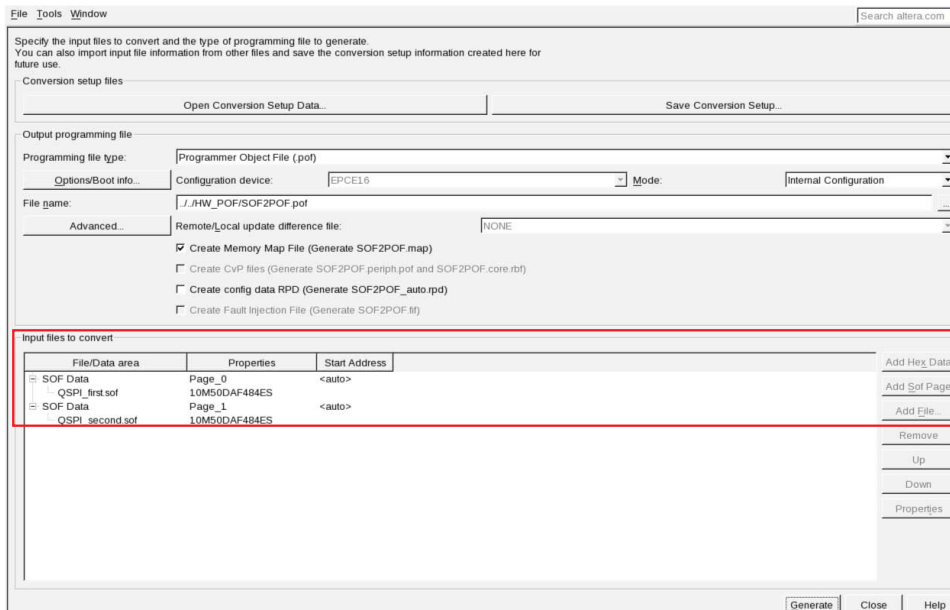 File Tools Window
Search altera.com
Specify the input files to convert and the type of programming file to generate.
You can also import input file information from other files and save the conversion setup information created here for
future use.
Conversion setup files
Open Conversion Setup Data... Save Conversion Setup...
Output programming file
Programming file type: Programmer Object File (.pof)
Options/Boot info... Configuration device: EPCE16 Mode: Internal Configuration
File name: ../../HW_POF/SOF2POF.pof ...
Advanced... Remote/Local update difference file: NONE
Create Memory Map File (Generate SOF2POF.map)
Create CvP files (Generate SOF2POF.periph.pof and SOF2POF.core.rbf)
Create config data RPD (Generate SOF2POF_auto.rpd)
Create Fault Injection File (Generate SOF2POF.fif)
Input files to convert
File/Data area Properties Start Address
SOF Data Page_0 <auto>
QSPI_first.sof 10M50DAF484ES
SOF Data Page_1 <auto>
QSPI_second.sof 10M50DAF484ES
Add Hex Data
Add Sof Page
Add File...
Remove
Up
Down
Properties
Generate Close Help